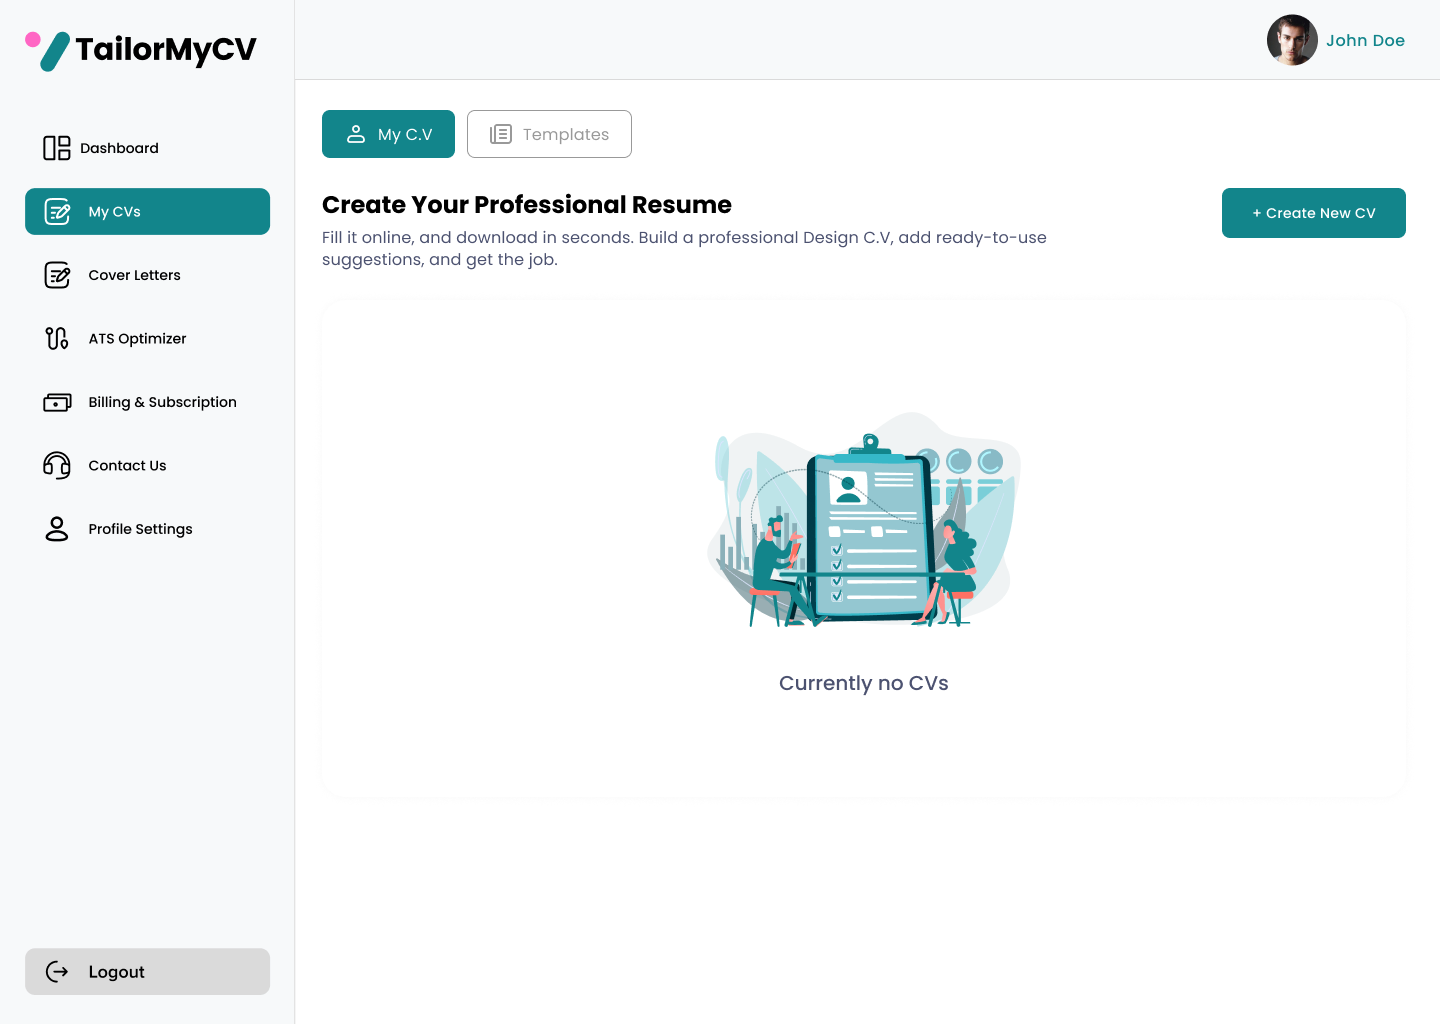 TailorMyCV
John Doe
Dashboard
My CVs
Cover Letters
ATS Optimizer
Billing & Subscription
Contact Us
Profile Settings
Logout
My C.V
Templates
Create Your Professional Resume
Fill it online, and download in seconds. Build a professional Design C.V, add ready-to-use
suggestions, and get the job.
+ Create New CV
Currently no CVs